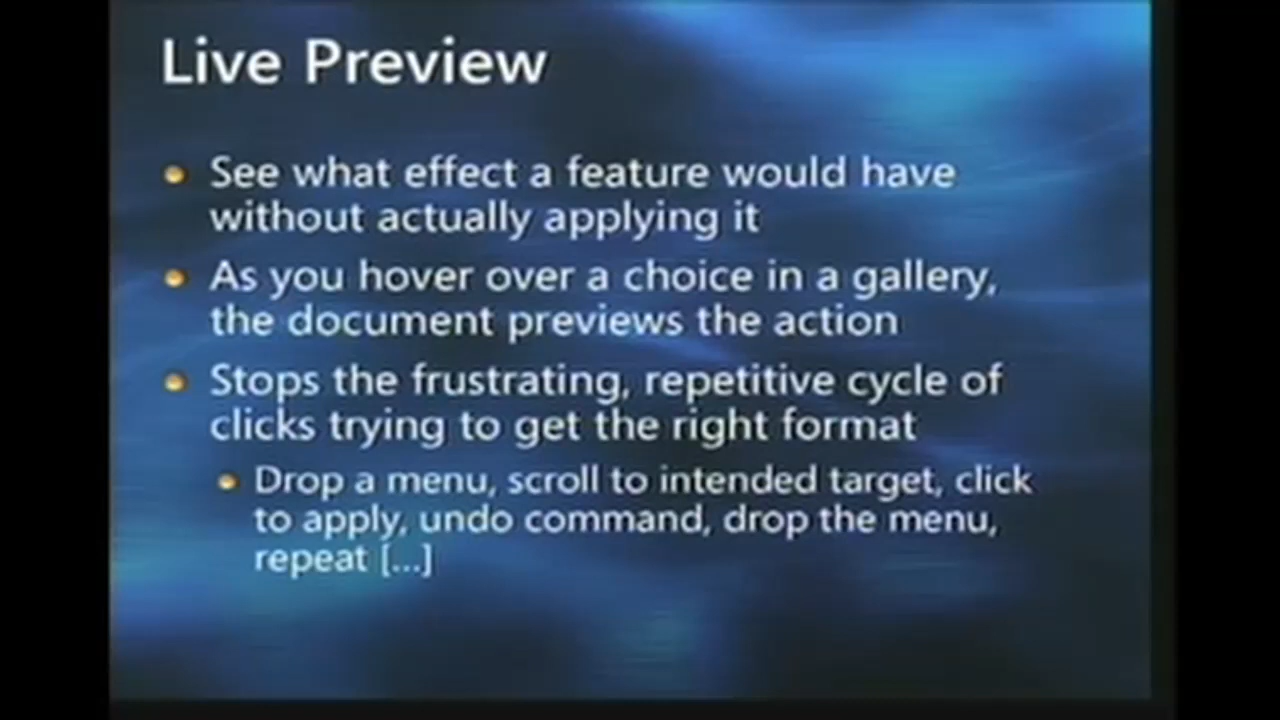 Live Preview
See what effect a feature would have
without actually applying it
As you hover over a choice in a gallery,
the document previews the action
Stops the frustrating, repetitive cycle of
clicks trying to get the right format
Drop a menu, scroll to intended target, click
to apply, undo command, drop the menu,
repeat [...]